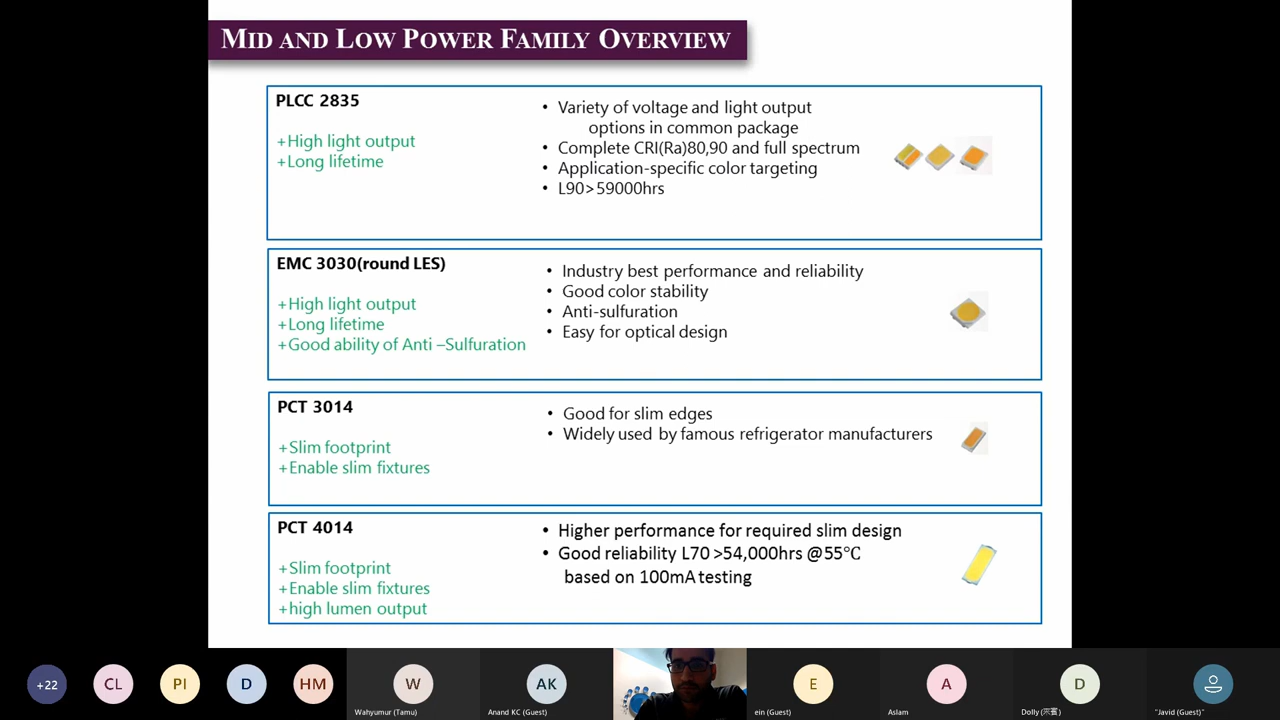 MID AND LOW POWER FAMILY OVERVIEW
PLCC 2835
+High light output
+Long lifetime
• Variety of voltage and light output
options in common package
• Complete CRI(Ra)80,90 and full spectrum
• Application-specific color targeting
• L90>59000hrs
EMC 3030(round LES)
+High light output
+Long lifetime
+Good ability of Anti –Sulfuration
• Industry best performance and reliability
• Good color stability
• Anti-sulfuration
• Easy for optical design
PCT 3014
+Slim footprint
+Enable slim fixtures
• Good for slim edges
• Widely used by famous refrigerator manufacturers
PCT 4014
+Slim footprint
+Enable slim fixtures
+high lumen output
• Higher performance for required slim design
• Good reliability L70 >54,000hrs @55℃
based on 100mA testing
+22
CL
PI
D
HM
W
AK
E
A
D
Wahyumur (Tamu)
Anand KC (Guest)
ein (Guest)
Aslam
"Javid (Guest)"